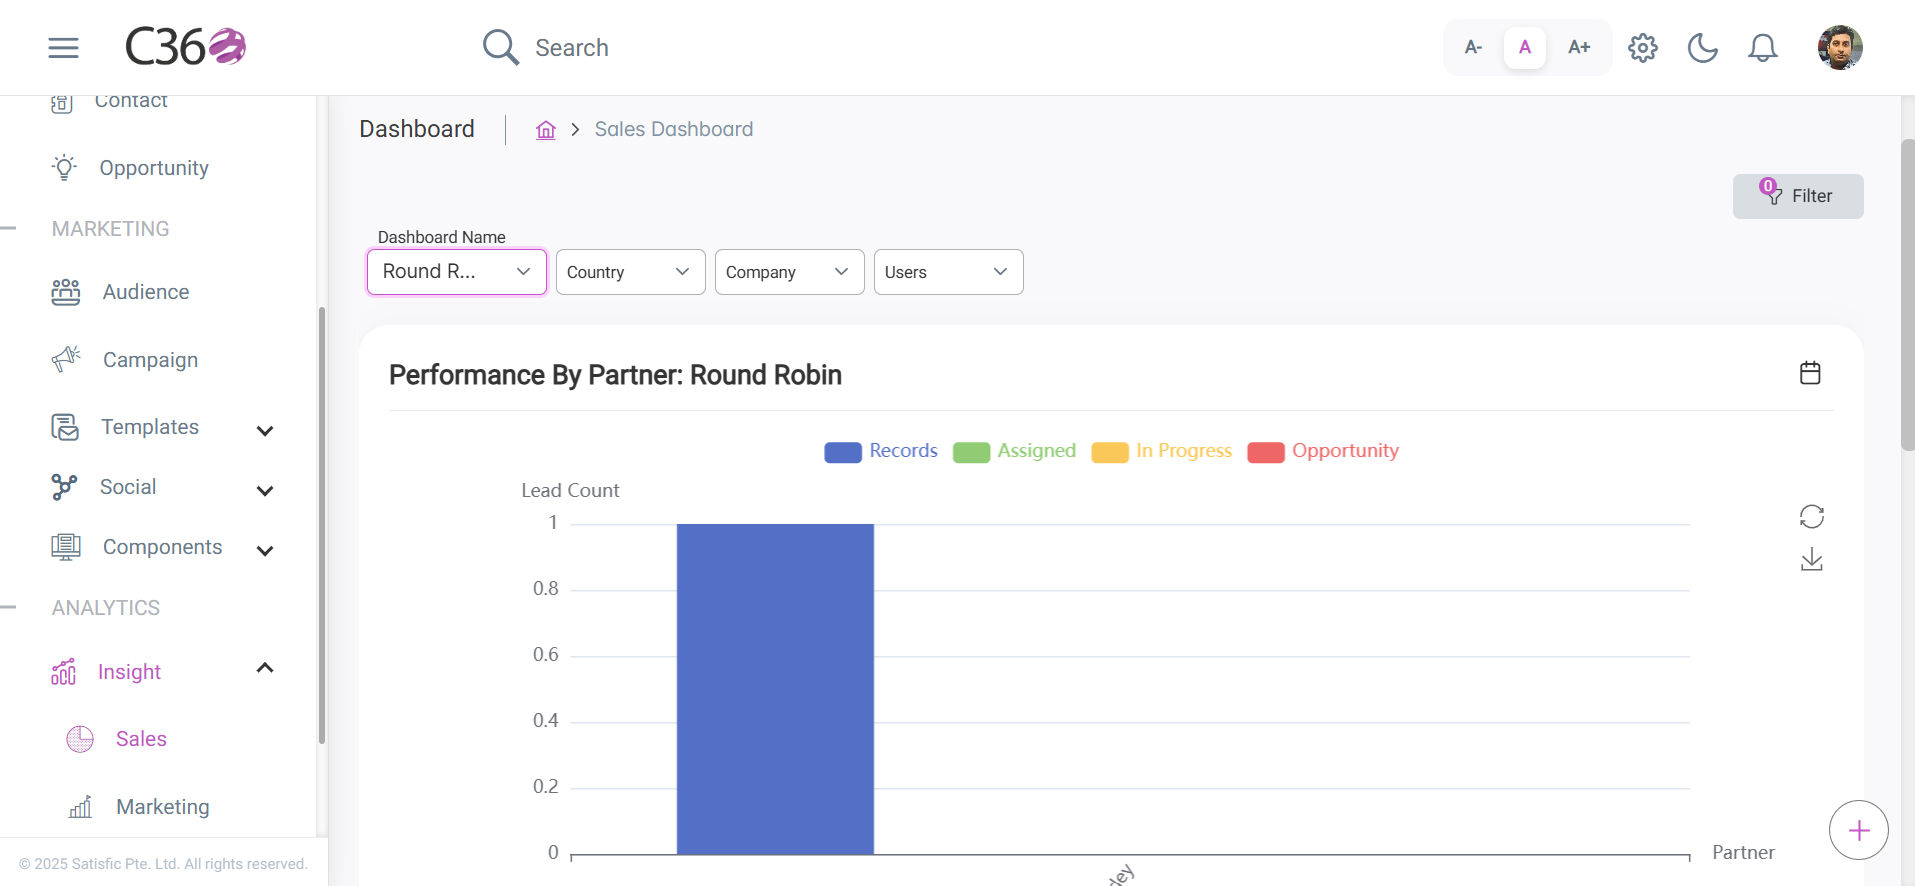 C360
Search
A- A A+
Contact
Dashboard
Sales Dashboard
Opportunity
0
Filter
MARKETING
Dashboard Name
Round R...
Country
Company
Users
Audience
Campaign
Performance By Partner: Round Robin
Templates
Records Assigned In Progress Opportunity
Social
Lead Count
1
Components
0.8
ANALYTICS
0.6
Insight
0.4
Sales
0.2
Marketing
0
Partner
© 2025 Satisfic Pte. Ltd. All rights reserved.